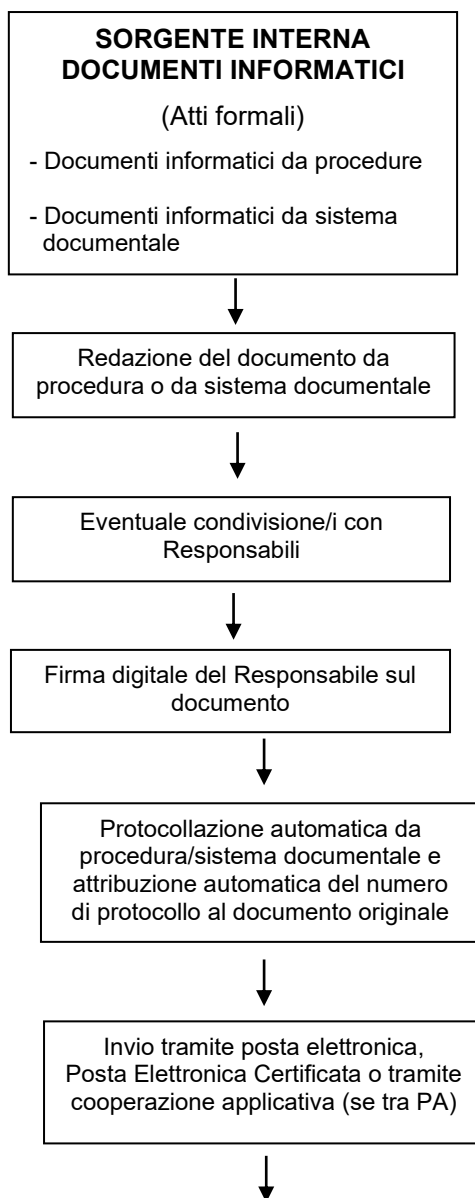 SORGENTE INTERNA
DOCUMENTI INFORMATICI
(Atti formali)
- Documenti informatici da procedure
- Documenti informatici da sistema
documentale
Redazione del documento da
procedura o da sistema documentale
Eventuale condivisione/i con
Responsabili
Firma digitale del Responsabile sul
documento
Protocollazione automatica da
procedura/sistema documentale e
attribuzione automatica del numero
di protocollo al documento originale
Invio tramite posta elettronica,
Posta Elettronica Certificata o tramite
cooperazione applicativa (se tra PA)